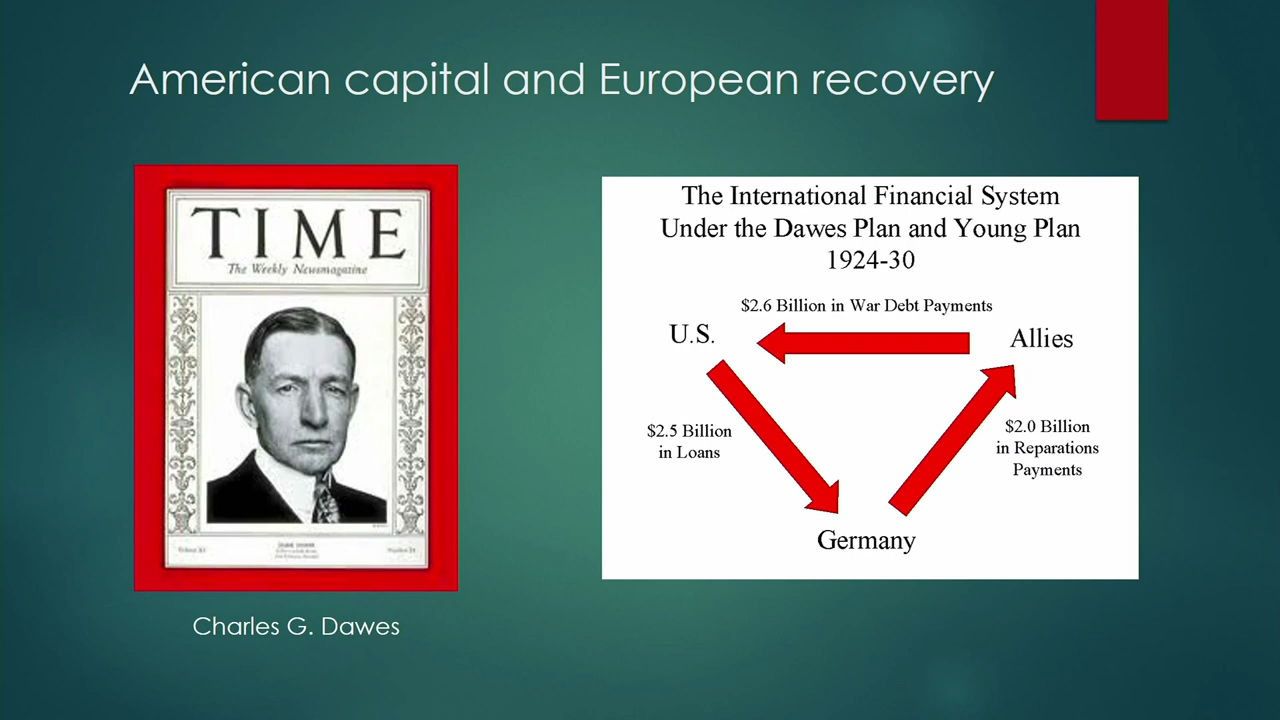 American capital and European recovery
TIME
The Weekly Newsmagazine
Charles G. Dawes
The International Financial System
Under the Dawes Plan and Young Plan
1924-30
$2.6 Billion in War Debt Payments
U.S.
Allies
$2.5 Billion
in Loans
$2.0 Billion
in Reparations
Payments
Germany